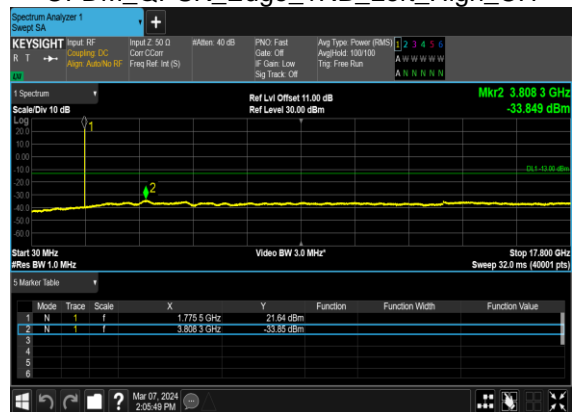 Spectrum Analyzer 1
Swept SA
+
KEYSIGHT Input: RF Input Z: 50 Ω #Atten: 40 dB PNO: Fast Avg Type: Power (RMS) 1 2 3 4 5 6
R T Coupling: DC Corr CCorr Gate: Off Avg|Hold: 100/100 A W W W W W
Align: Auto/No RF Freq Ref: Int (S) IF Gain: Low Trig: Free Run
LW Sig Track: Off A N N N N N
1 Spectrum Ref Lvl Offset 11.00 dB Mkr2 3.808 3 GHz
Scale/Div 10 dB Ref Level 30.00 dBm -33.849 dBm
Log
20.0
10.0
0.00
-10.0
-20.0
-30.0
-40.0
-50.0
-60.0
1
2
DL1 -13.00 dBm
Start 30 MHz Video BW 3.0 MHz* Stop 17.800 GHz
#Res BW 1.0 MHz Sweep 32.0 ms (40001 pts)
5 Marker Table
Mode Trace Scale X Y Function Function Width Function Value
1 N 1 f 1.775 5 GHz 21.64 dBm
2 N 1 f 3.808 3 GHz -33.85 dBm
3
4
5
6
? Mar 07, 2024
2:05:49 PM